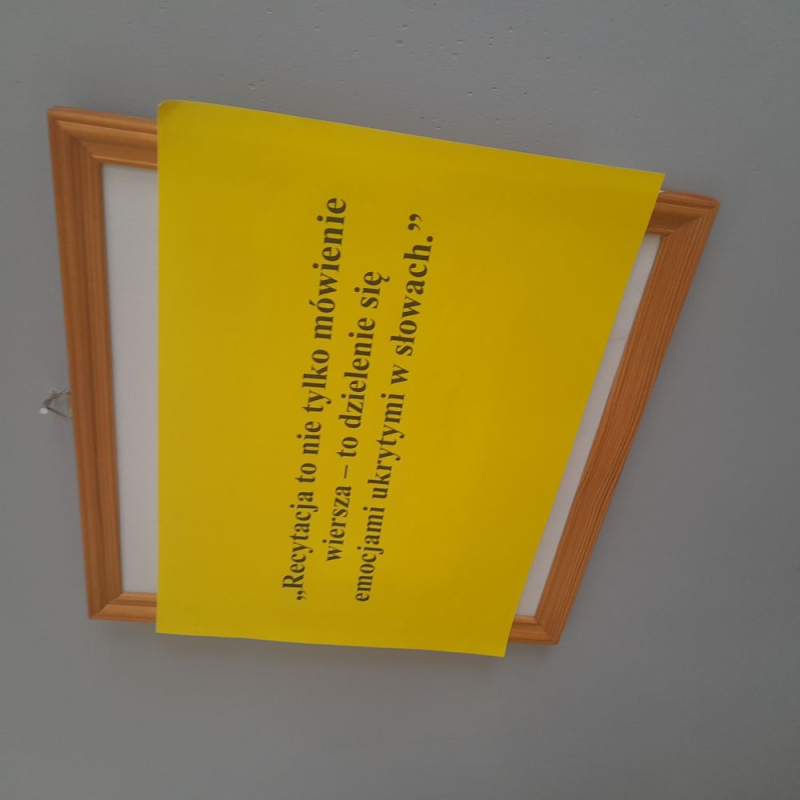 „Recytacja to nie tylko mówienie
wiersza – to dzielenie się
emocjami ukrytymi w słowach.”